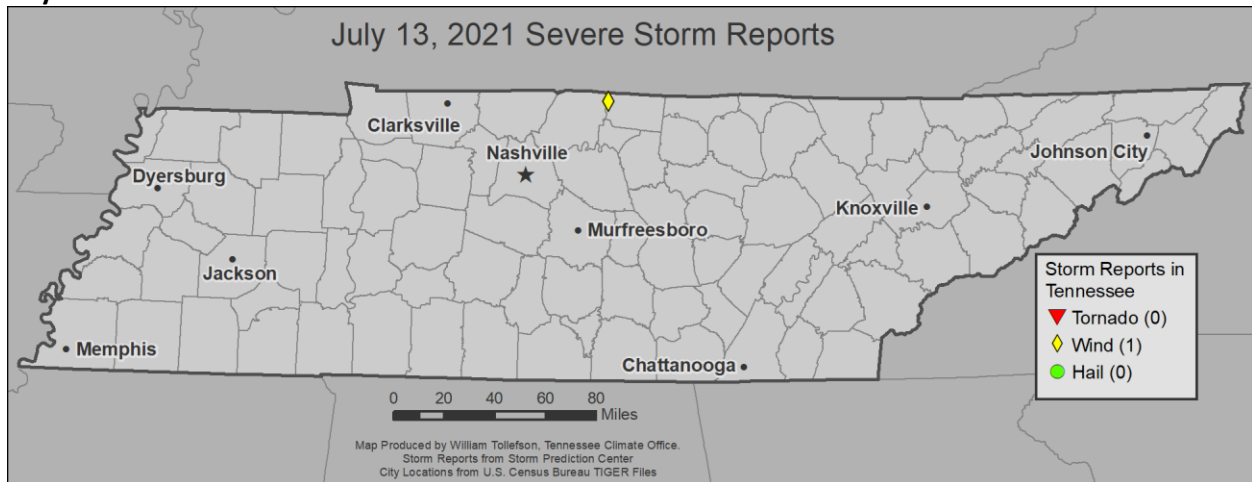 July 13, 2021 Severe Storm Reports
Clarksville
Nashville
Johnson City
Dyersburg
Knoxville
Murfreesboro
Jackson
Storm Reports in
Tennessee
Tornado (0)
Wind (1)
Hail (0)
Memphis
Chattanooga
0 20 40 60 80
Miles
Map Produced by William Tollefson, Tennessee Climate Office.
Storm Reports from Storm Prediction Center
City Locations from U.S. Census Bureau TIGER Files